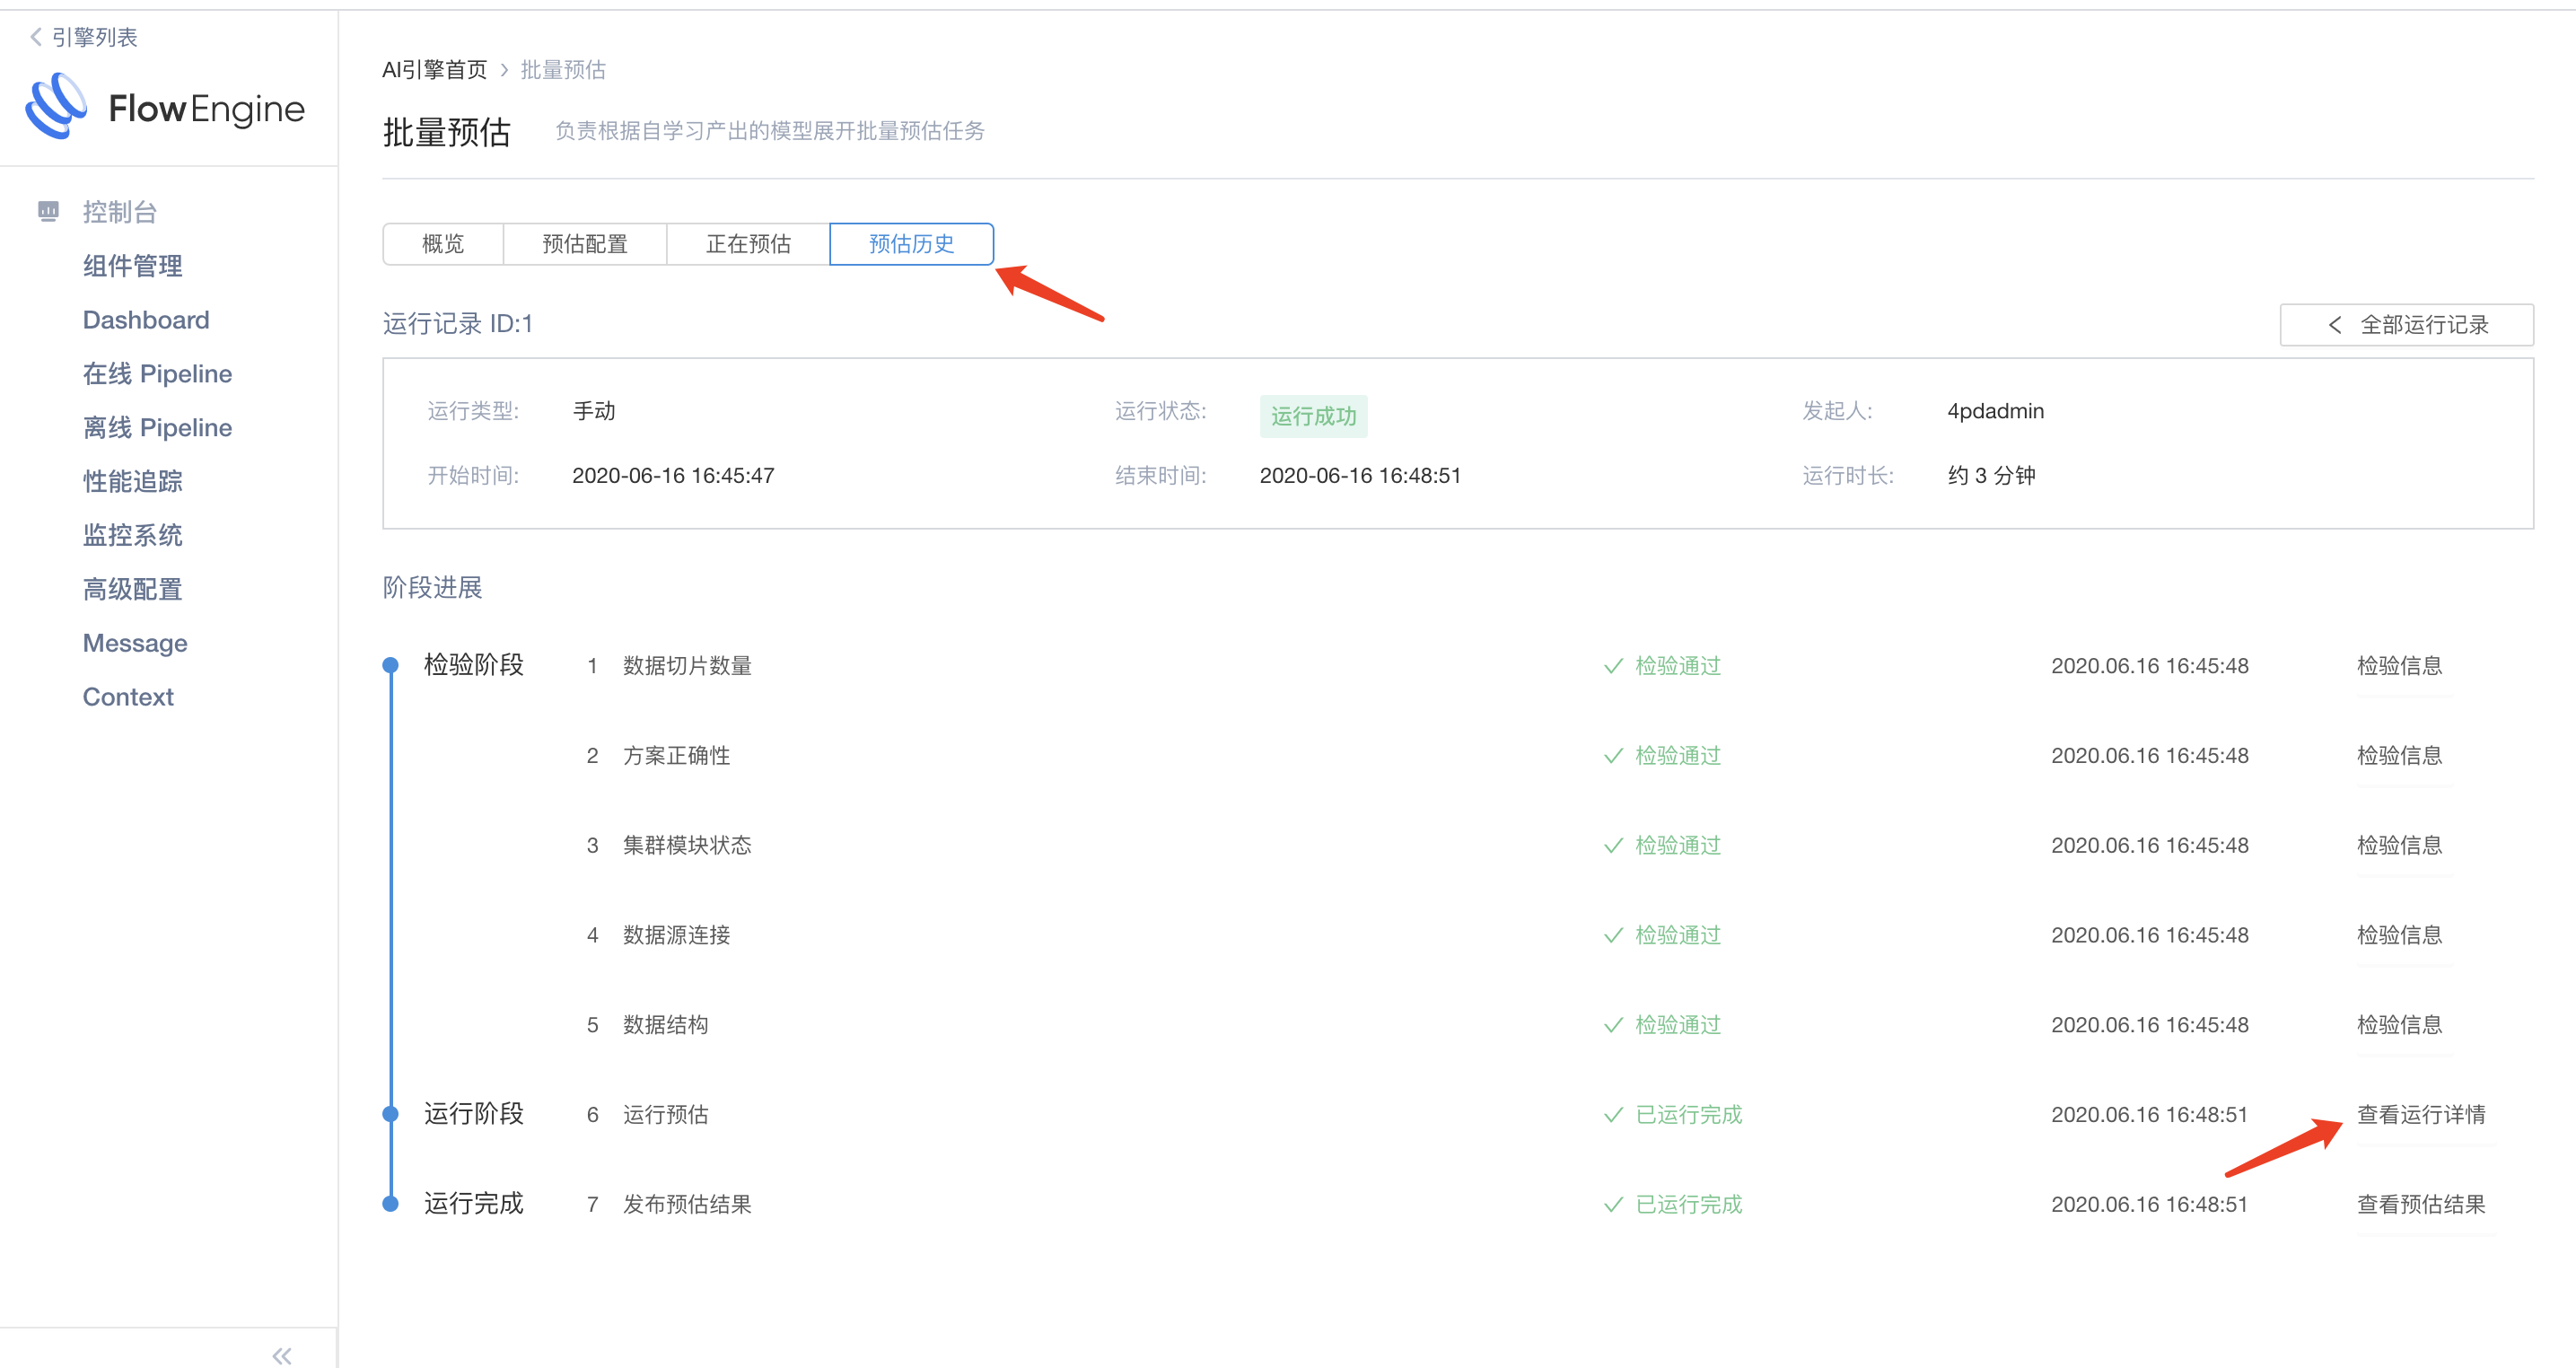 引擎列表
FlowEngine
控制台
组件管理
Dashboard
在线 Pipeline
离线 Pipeline
性能追踪
监控系统
高级配置
Message
Context
AI引擎首页 > 批量预估
批量预估 负责根据自学习产出的模型展开批量预估任务
概览 预估配置 正在预估 预估历史
运行记录 ID:1 全部运行记录
运行类型: 手动 运行状态: 运行成功 发起人: 4pdadmin
开始时间: 2020-06-16 16:45:47 结束时间: 2020-06-16 16:48:51 运行时长: 约 3 分钟
阶段进展
检验阶段 1 数据切片数量 检验通过 2020.06.16 16:45:48 检验信息
2 方案正确性 检验通过 2020.06.16 16:45:48 检验信息
3 集群模块状态 检验通过 2020.06.16 16:45:48 检验信息
4 数据源连接 检验通过 2020.06.16 16:45:48 检验信息
5 数据结构 检验通过 2020.06.16 16:45:48 检验信息
运行阶段 6 运行预估 已运行完成 2020.06.16 16:48:51 查看运行详情
运行完成 7 发布预估结果 已运行完成 2020.06.16 16:48:51 查看预估结果